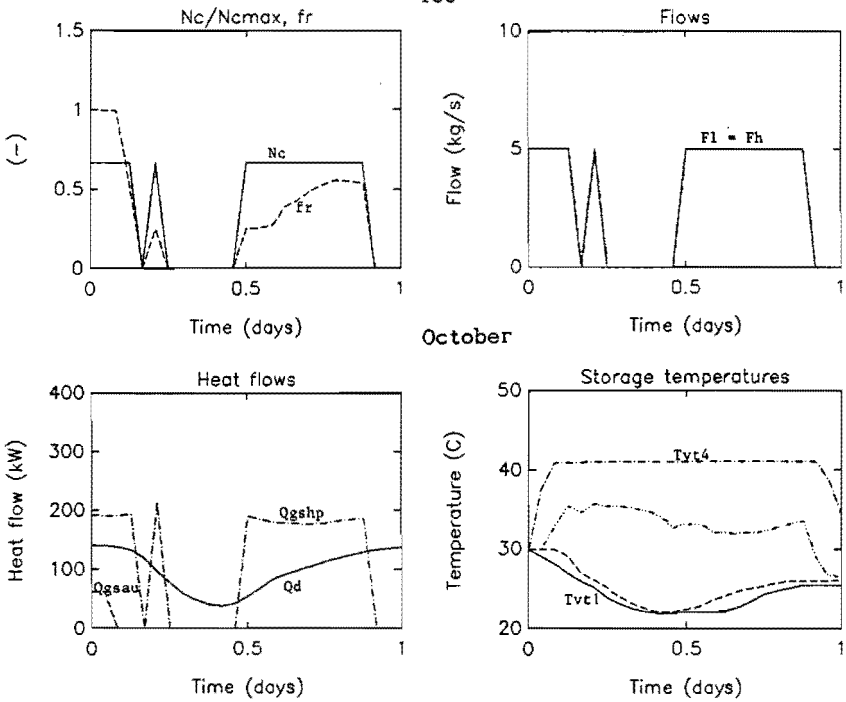 Nc/Ncmax, fr
1.5
1
0.5
0
(-)
Nc
fr
0
0.5
1
Time (days)
Flows
10
5
0
Flow (kg/s)
Fl = Fh
0
0.5
1
Time (days)
October
Heat flows
400
300
200
100
0
Heat flow (kW)
Qgshp
Qgsau
Qd
0
0.5
1
Time (days)
Storage temperatures
50
40
30
20
Temperature (C)
Tvt4
Tvt1
0
0.5
1
Time (days)